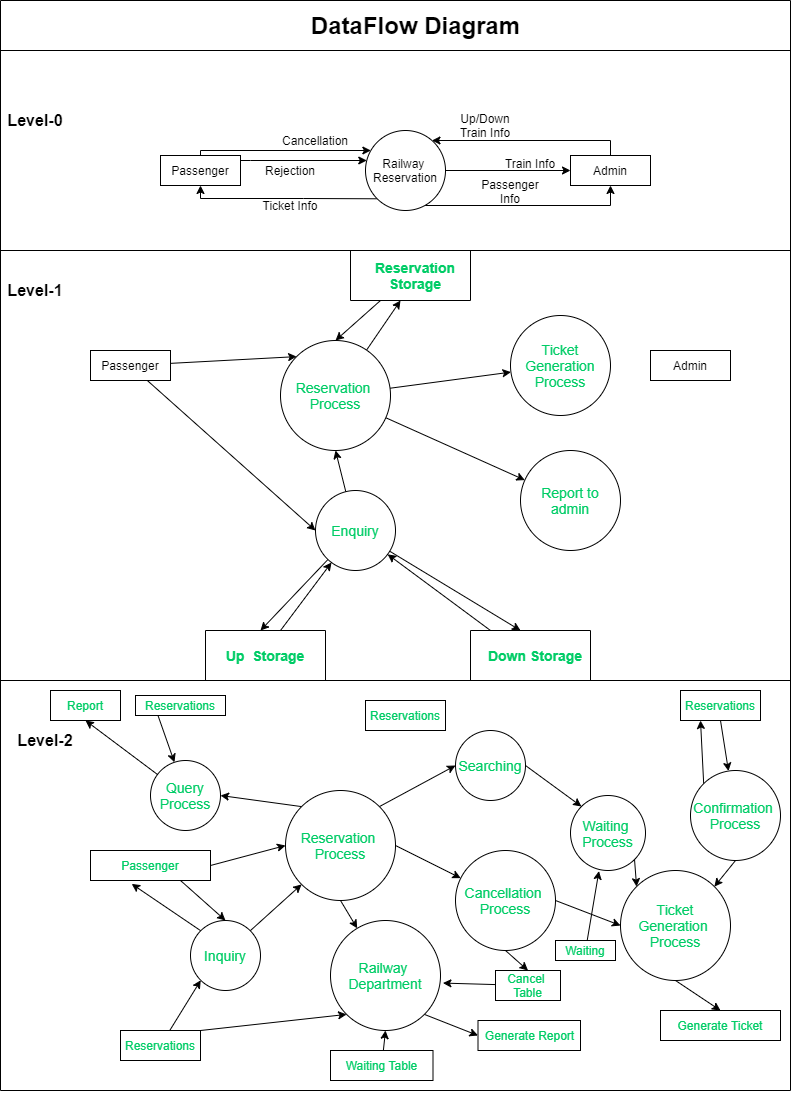 DataFlow Diagram
Level-0
Up/Down
Train Info
Cancellation
Passenger
Rejection
Railway
Reservation
Train Info
Admin
Passenger
Info
Ticket Info
Level-1
Reservation
Storage
Passenger
Reservation
Process
Ticket
Generation
Process
Admin
Report to
admin
Enquiry
Up Storage
Down Storage
Level-2
Report
Reservations
Reservations
Reservations
Query
Process
Searching
Confirmation
Process
Reservation
Process
Waiting
Process
Passenger
Cancellation
Process
Ticket
Generation
Process
Inquiry
Railway
Department
Waiting
Cancel
Table
Reservations
Generate Report
Generate Ticket
Waiting Table